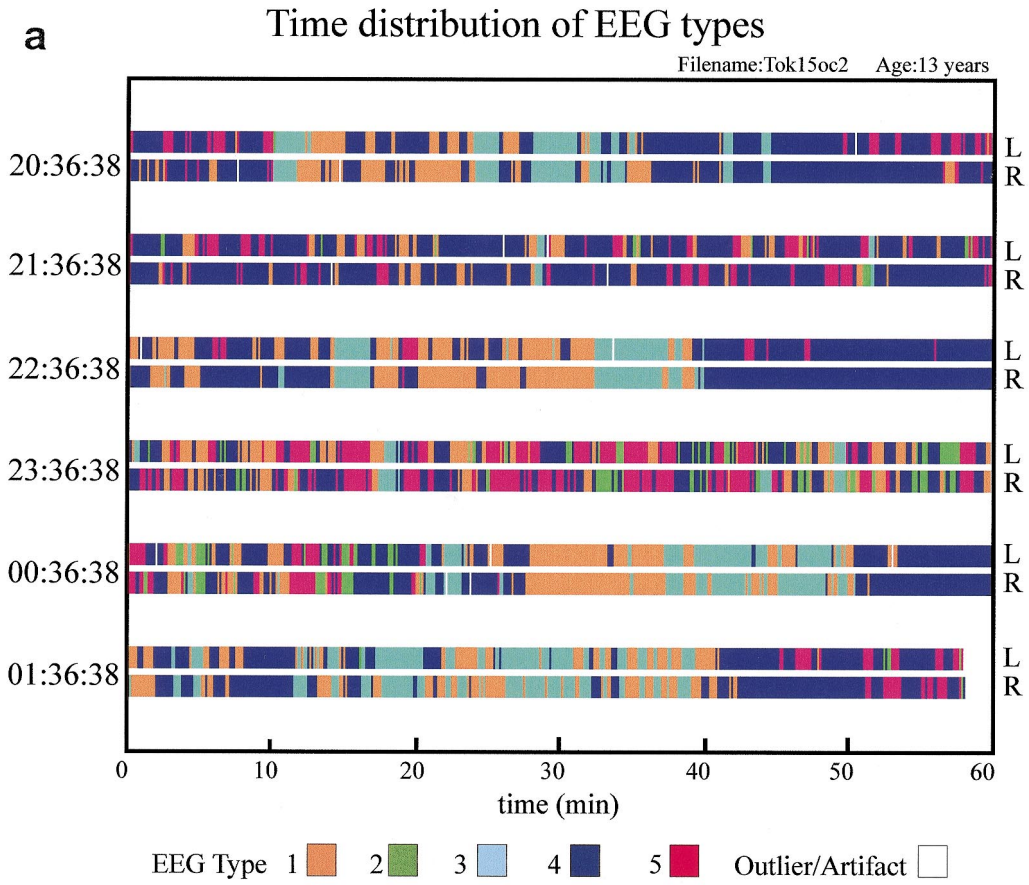 a
Time distribution of EEG types
Filename:Tok15oc2 Age:13 years
20:36:38 L
R
21:36:38 L
R
22:36:38 L
R
23:36:38 L
R
00:36:38 L
R
01:36:38 L
R
0 10 20 30 40 50 60
time (min)
EEG Type 1 2 3 4 5 Outlier/Artifact